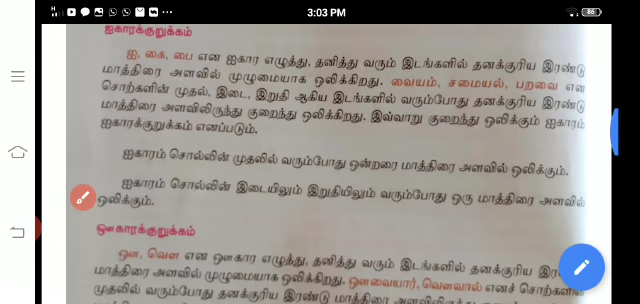 3:03 PM
86
ஐகாரக்குறுக்கம்
ஐ, கை, பை என ஐகார எழுத்து, தனித்து வரும் இடங்களில் தனக்குரிய இரண்டு
மாத்திரை அளவில் முழுமையாக ஒலிக்கிறது. வையம், சமையல், பறவை என
சொற்களின் முதல், இடை, இறுதி ஆகிய இடங்களில் வரும்போது தனக்குரிய இரண்டு
மாத்திரை அளவிலிருந்து குறைந்து ஒலிக்கிறது. இவ்வாறு குறைந்து ஒலிக்கும் ஐகாரம்
ஐகாரக்குறுக்கம் எனப்படும்.
ஐகாரம் சொல்லின் முதலில் வரும்போது ஒன்றரை மாத்திரை அளவில் ஒலிக்கும்.
ஐகாரம் சொல்லின் இடையிலும் இறுதியிலும் வரும்போது ஒரு மாத்திரை அளவில்
ஒலிக்கும்.
ஔகாரக்குறுக்கம்
ஔ, வௌ என ஔகார எழுத்து, தனித்து வரும் இடங்களில் தனக்குரிய
மாத்திரை அளவில் முழுமையாக ஒலிக்கிறது. ஔவையார், வௌவால் எனச் சொற்களின்
முதலில் வரும்போது தனக்குரிய இரண்டு மாத்திரை